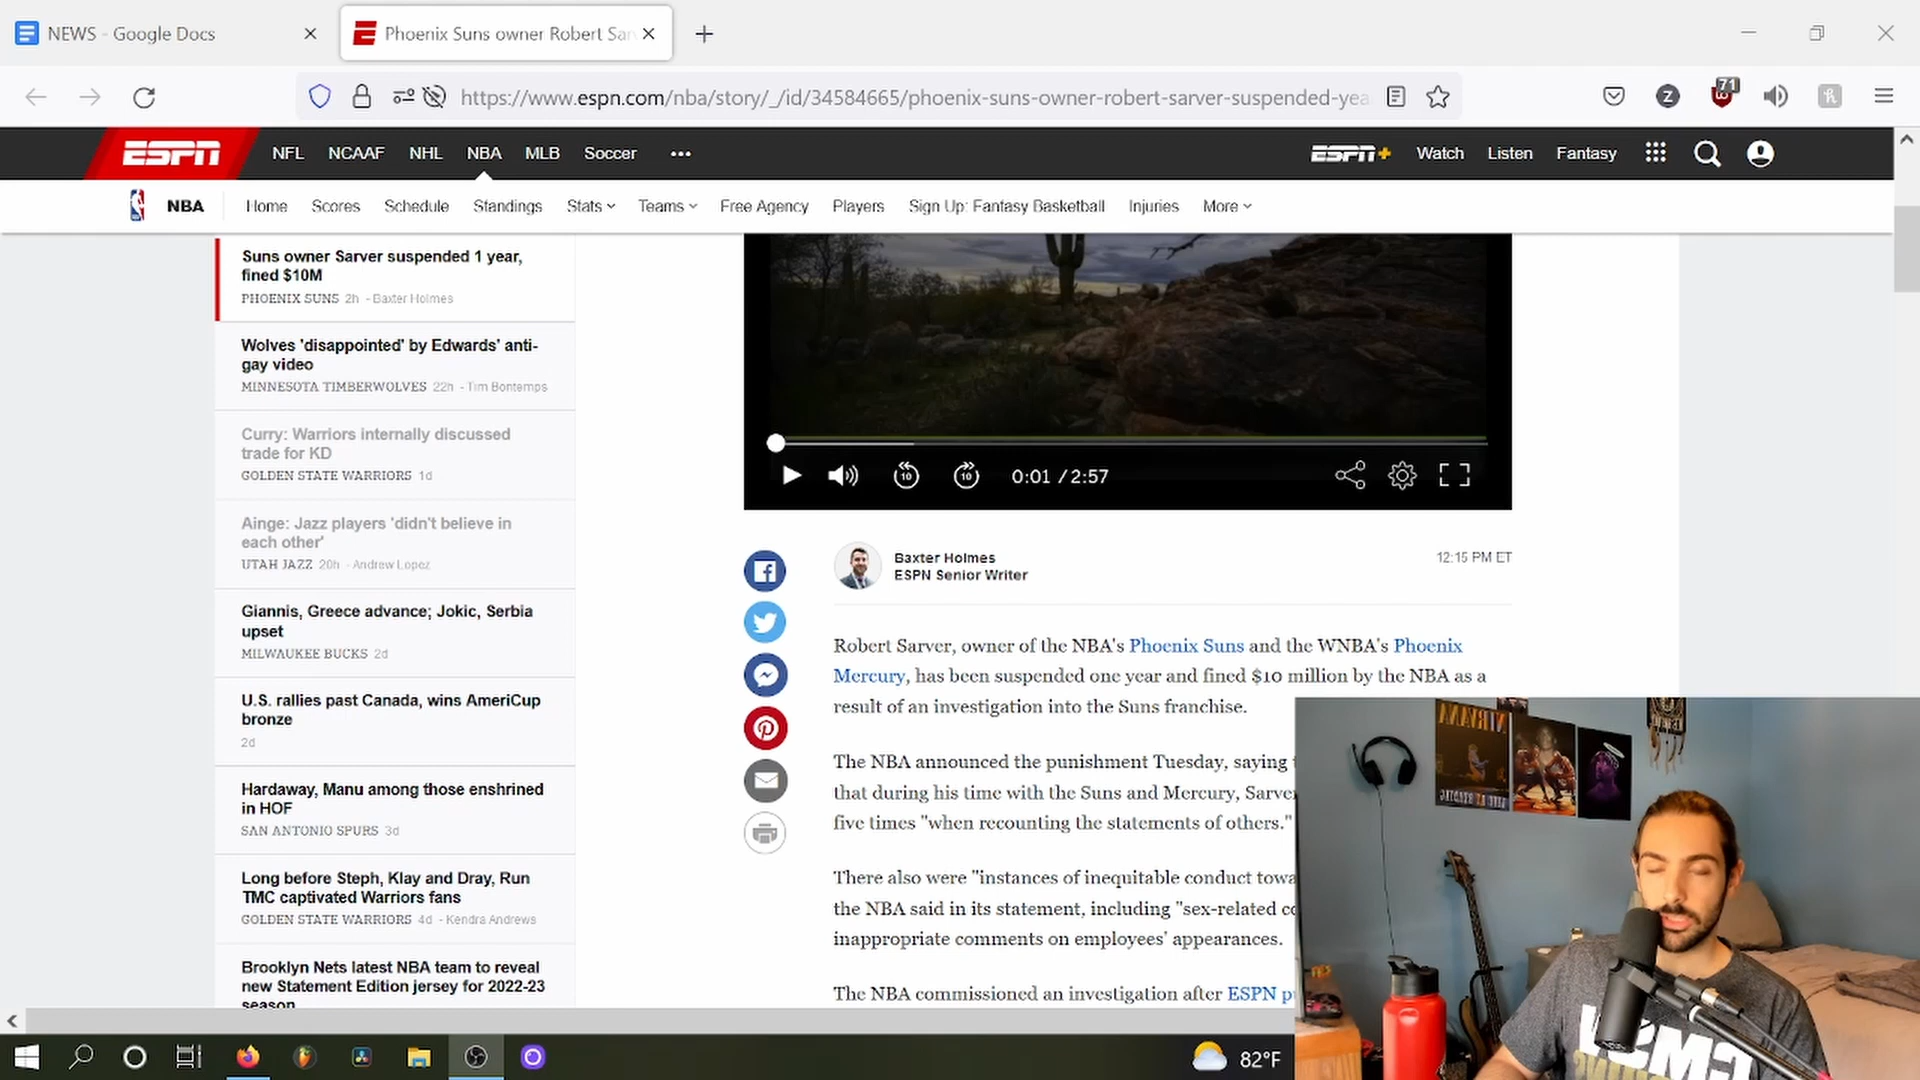 NEWS - Google Docs
Phoenix Suns owner Robert Sar
https://www.espn.com/nba/story/_/id/34584665/phoenix-suns-owner-robert-sarver-suspended-yea
Z
71
ESPN
NFL
NCAAF
NHL
NBA
MLB
Soccer
ESPN+
Watch
Listen
Fantasy
NBA
Home
Scores
Schedule
Standings
Stats
Teams
Free Agency
Players
Sign Up: Fantasy Basketball
Injuries
More
Suns owner Sarver suspended 1 year,
fined $10M
PHOENIX SUNS 2h - Baxter Holmes
Wolves 'disappointed' by Edwards' anti-
gay video
MINNESOTA TIMBERWOLVES 22h - Tim Bontemps
Curry: Warriors internally discussed
trade for KD
GOLDEN STATE WARRIORS 1d
Ainge: Jazz players 'didn't believe in
each other'
UTAH JAZZ 20h - Andrew Lopez
Giannis, Greece advance; Jokic, Serbia
upset
MILWAUKEE BUCKS 2d
U.S. rallies past Canada, wins AmeriCup
bronze
2d
Hardaway, Manu among those enshrined
in HOF
SAN ANTONIO SPURS 3d
Long before Steph, Klay and Dray, Run
TMC captivated Warriors fans
GOLDEN STATE WARRIORS 4d - Kendra Andrews
Brooklyn Nets latest NBA team to reveal
new Statement Edition jersey for 2022-23
season
10
10
0:01 / 2:57
Baxter Holmes
ESPN Senior Writer
12:15 PM ET
Robert Sarver, owner of the NBA's Phoenix Suns and the WNBA's Phoenix
Mercury, has been suspended one year and fined $10 million by the NBA as a
result of an investigation into the Suns franchise.
The NBA announced the punishment Tuesday, saying
that during his time with the Suns and Mercury, Sarver
five times "when recounting the statements of others."
There also were "instances of inequitable conduct towa
the NBA said in its statement, including "sex-related co
inappropriate comments on employees' appearances.
The NBA commissioned an investigation after ESPN pu
82°F
NIRVANA
LIVE AT READING